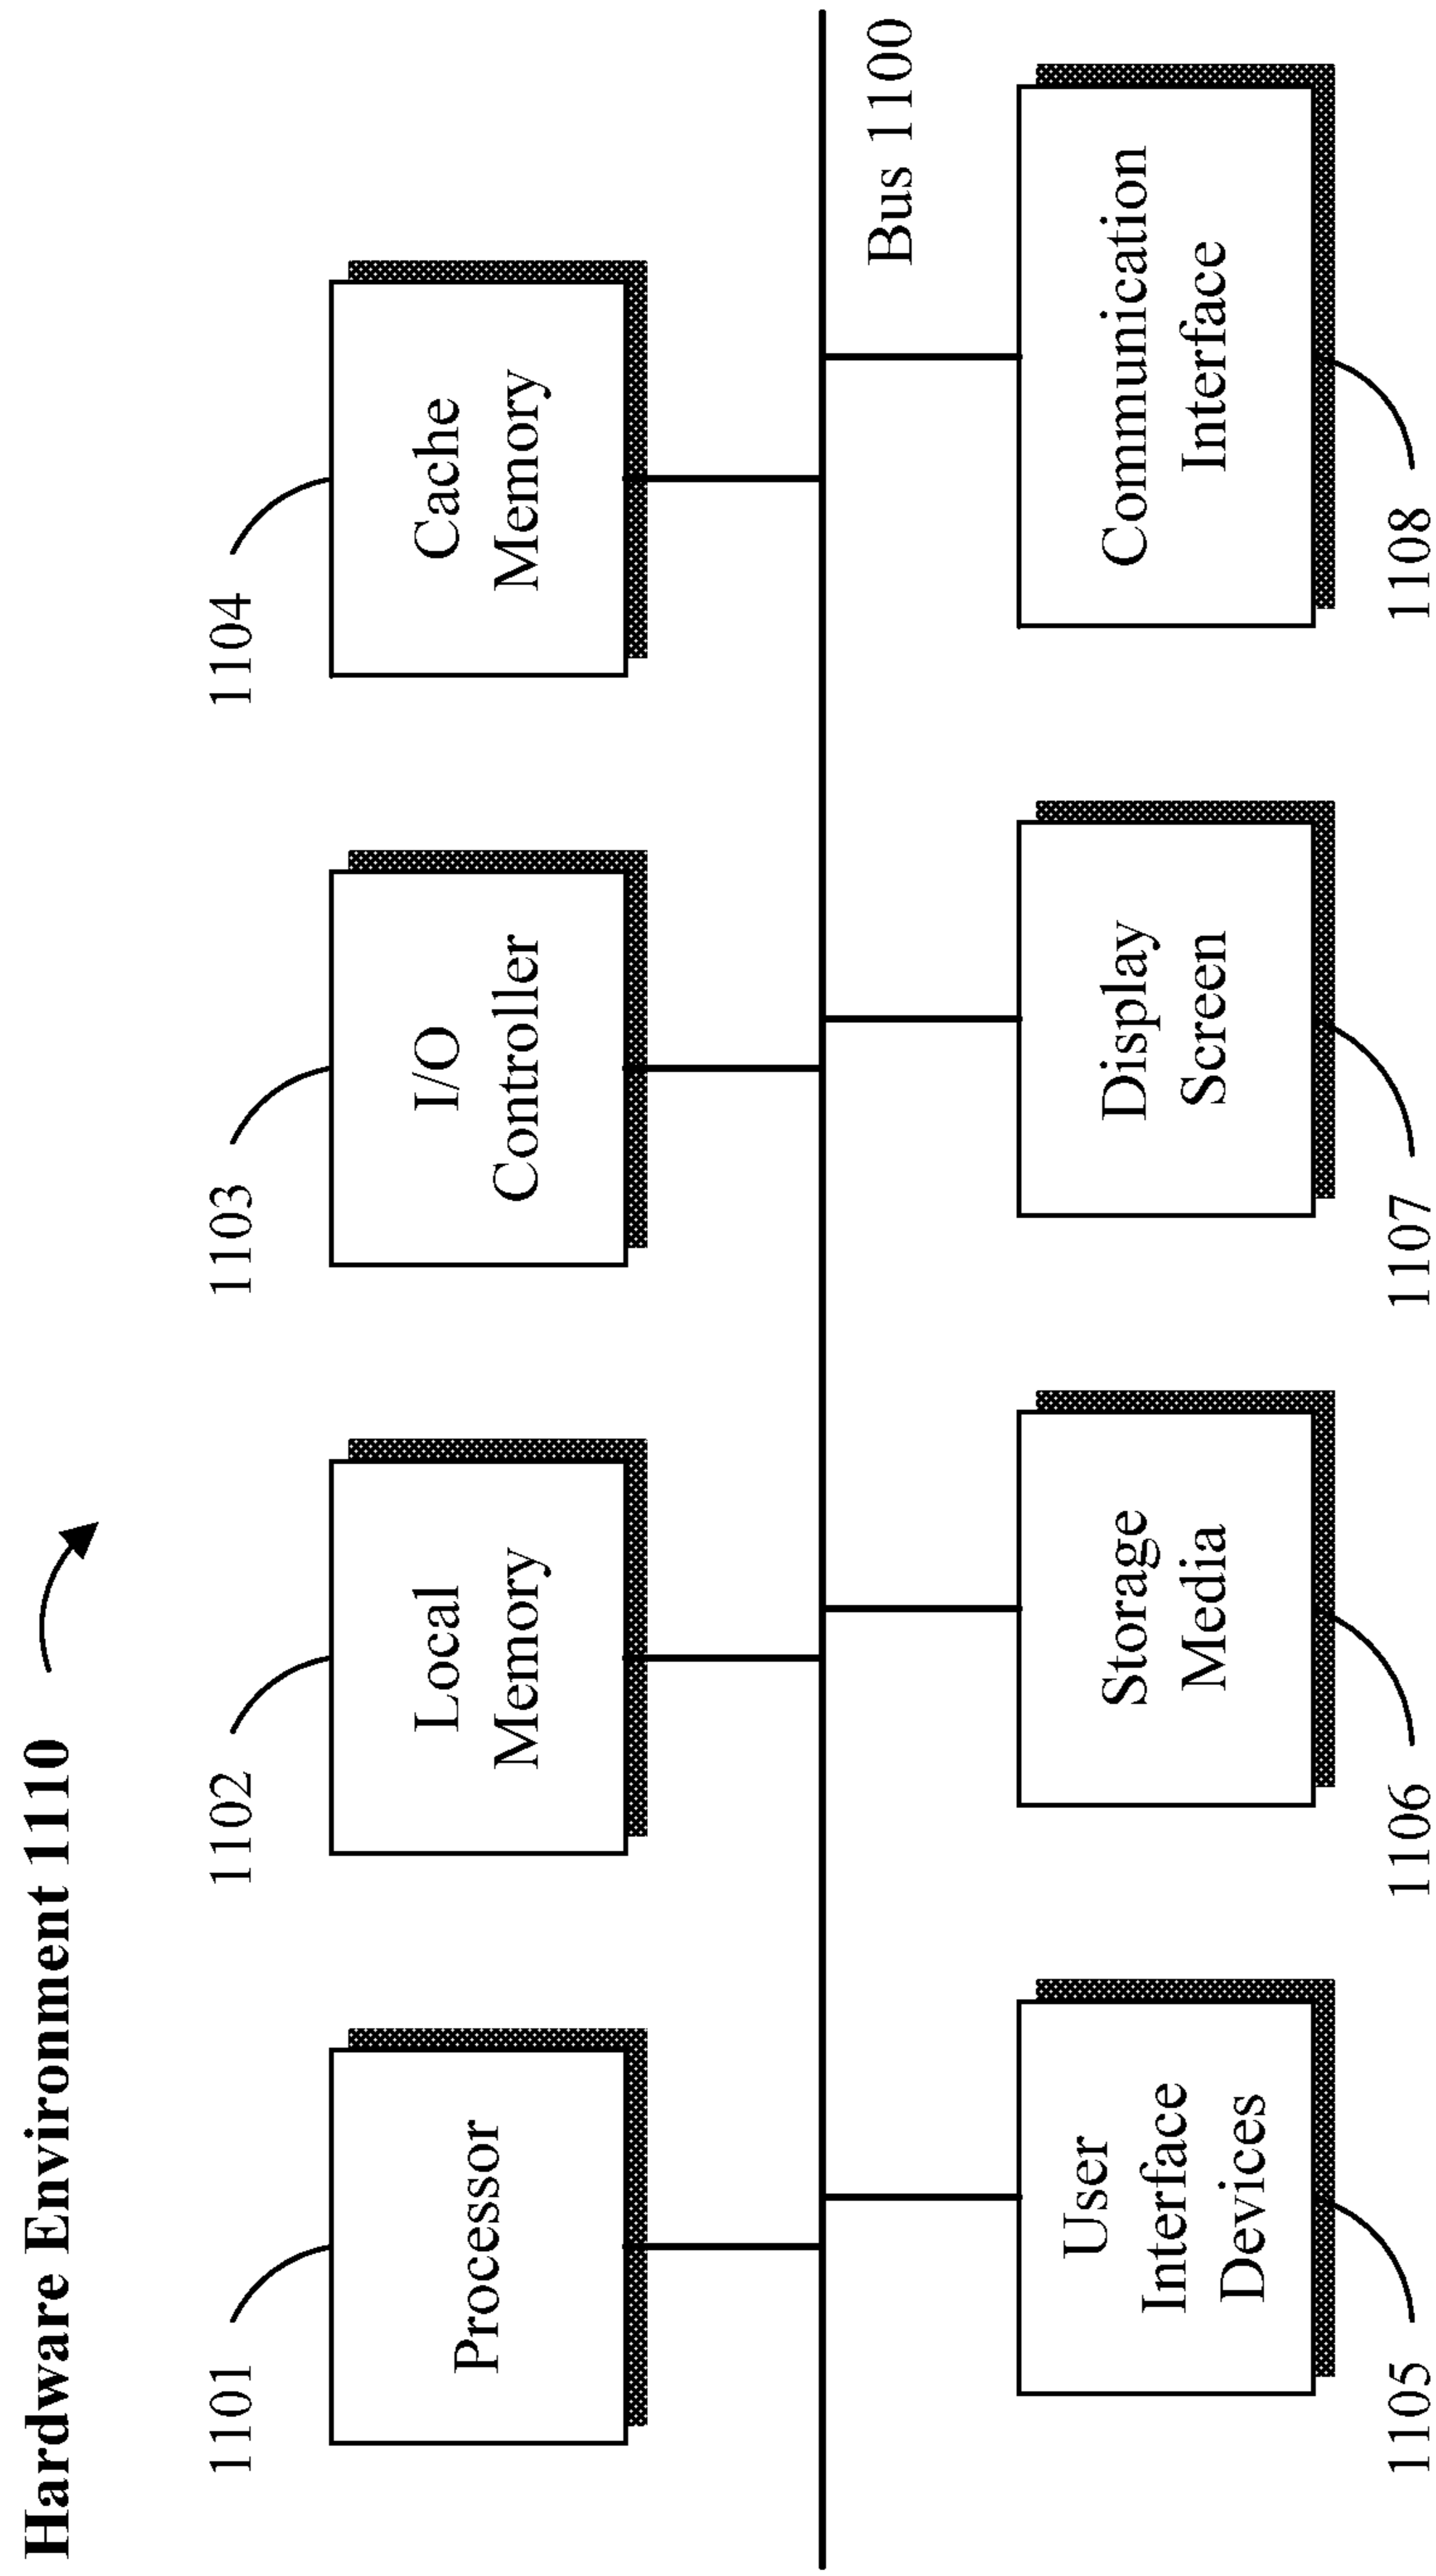 Hardware Environment 1110
1101
1102
1103
1104
Processor
Local
Memory
I/O
Controller
Cache
Memory
Bus 1100
User
Interface
Devices
Storage
Media
Display
Screen
Communication
Interface
1105
1106
1107
1108